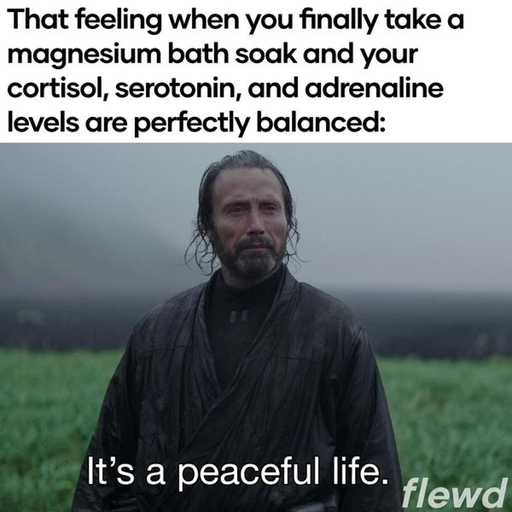 That feeling when you finally take a
magnesium bath soak and your
cortisol, serotonin, and adrenaline
levels are perfectly balanced:
It's a peaceful life.
flewd